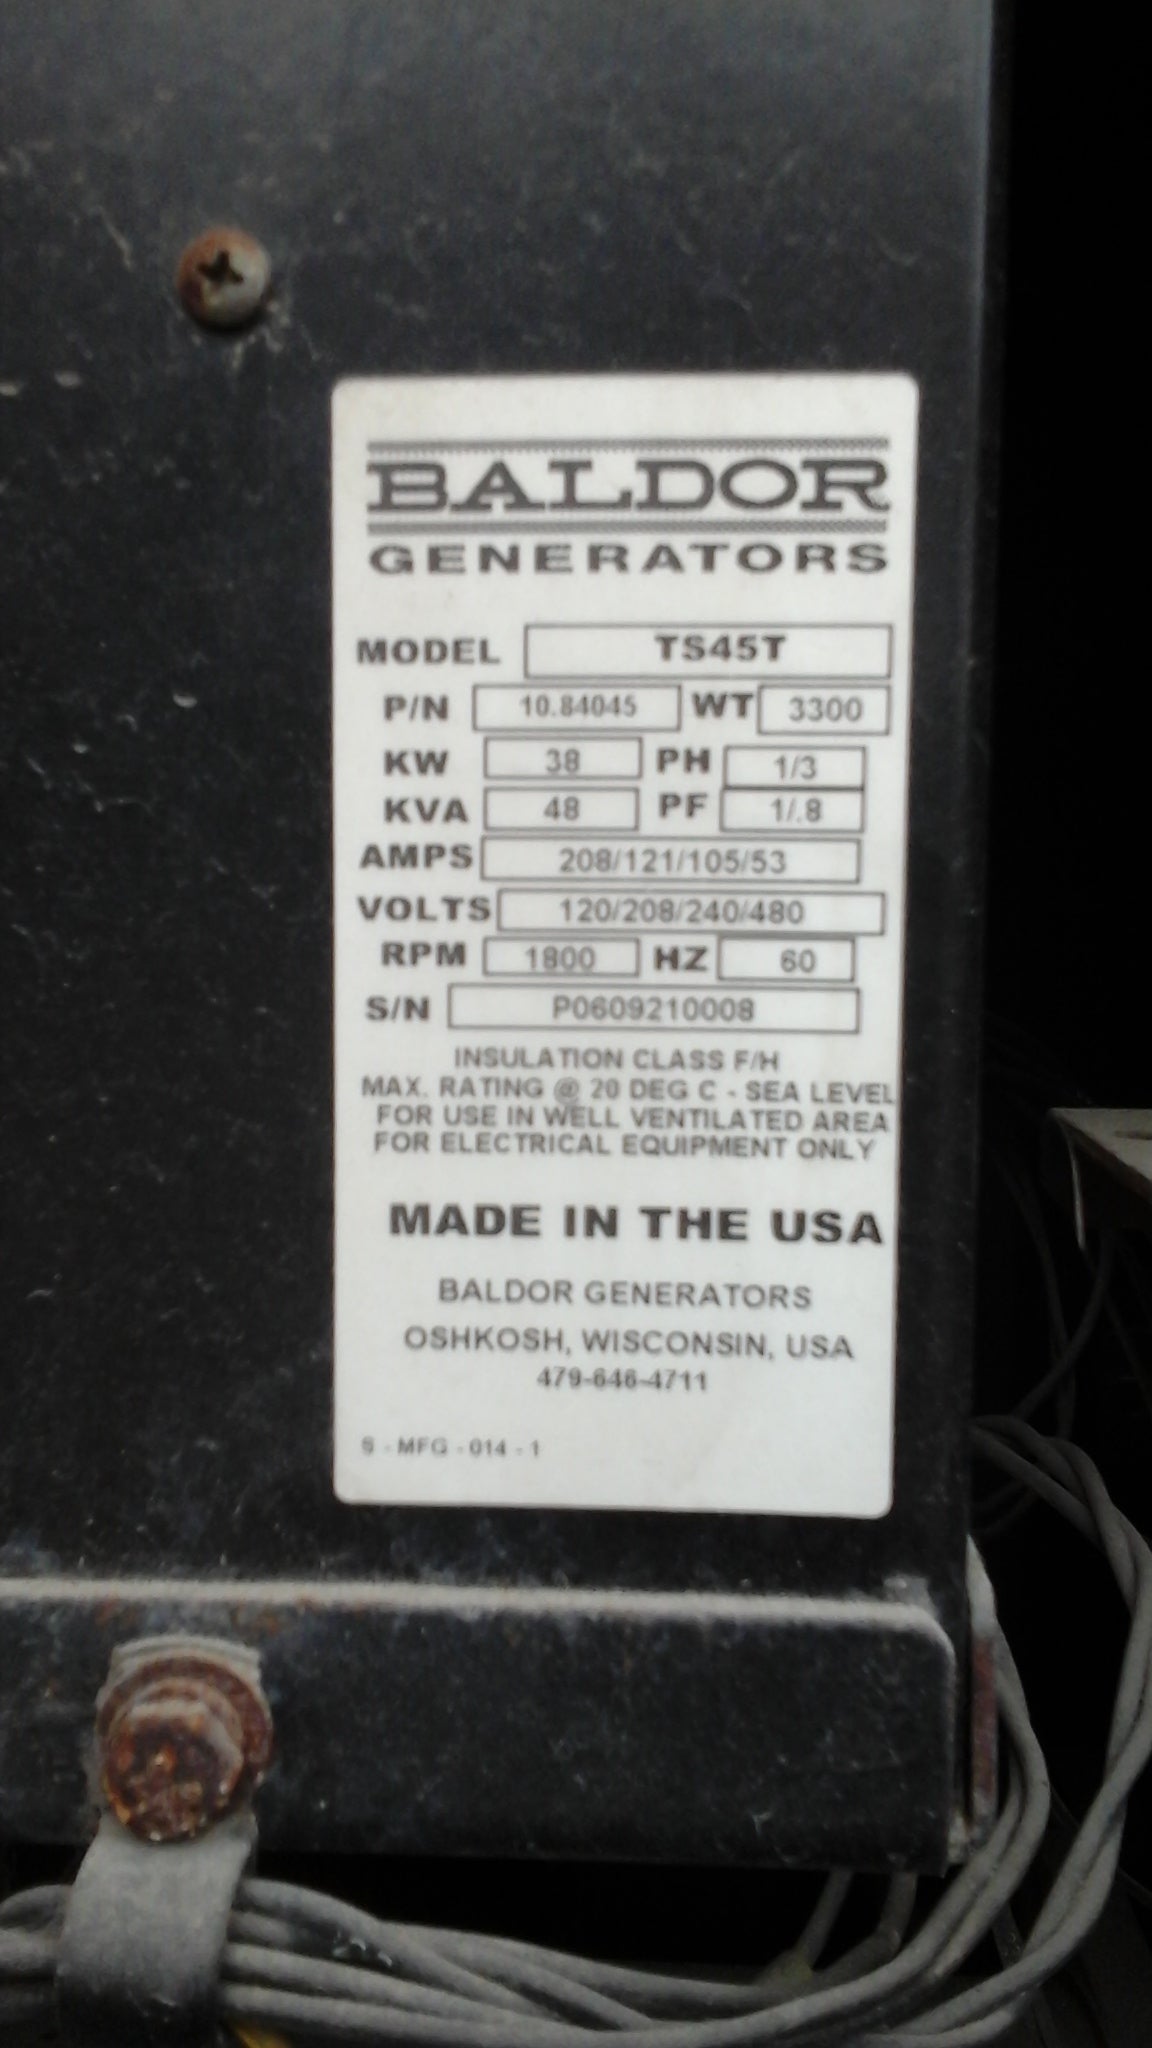 BALDOR
GENERATORS
MODEL TS45T
P/N 10.84045 WT 3300
KW 38 PH 1/3
KVA 48 PF 1/.8
AMPS 208/121/105/53
VOLTS 120/208/240/480
RPM 1800 HZ 60
S/N P0609210008
INSULATION CLASS F/H
MAX. RATING @ 20 DEG C - SEA LEVEL
FOR USE IN WELL VENTILATED AREA
FOR ELECTRICAL EQUIPMENT ONLY
MADE IN THE USA
BALDOR GENERATORS
OSHKOSH, WISCONSIN, USA
479-646-4711
S - MFG - 014 - 1